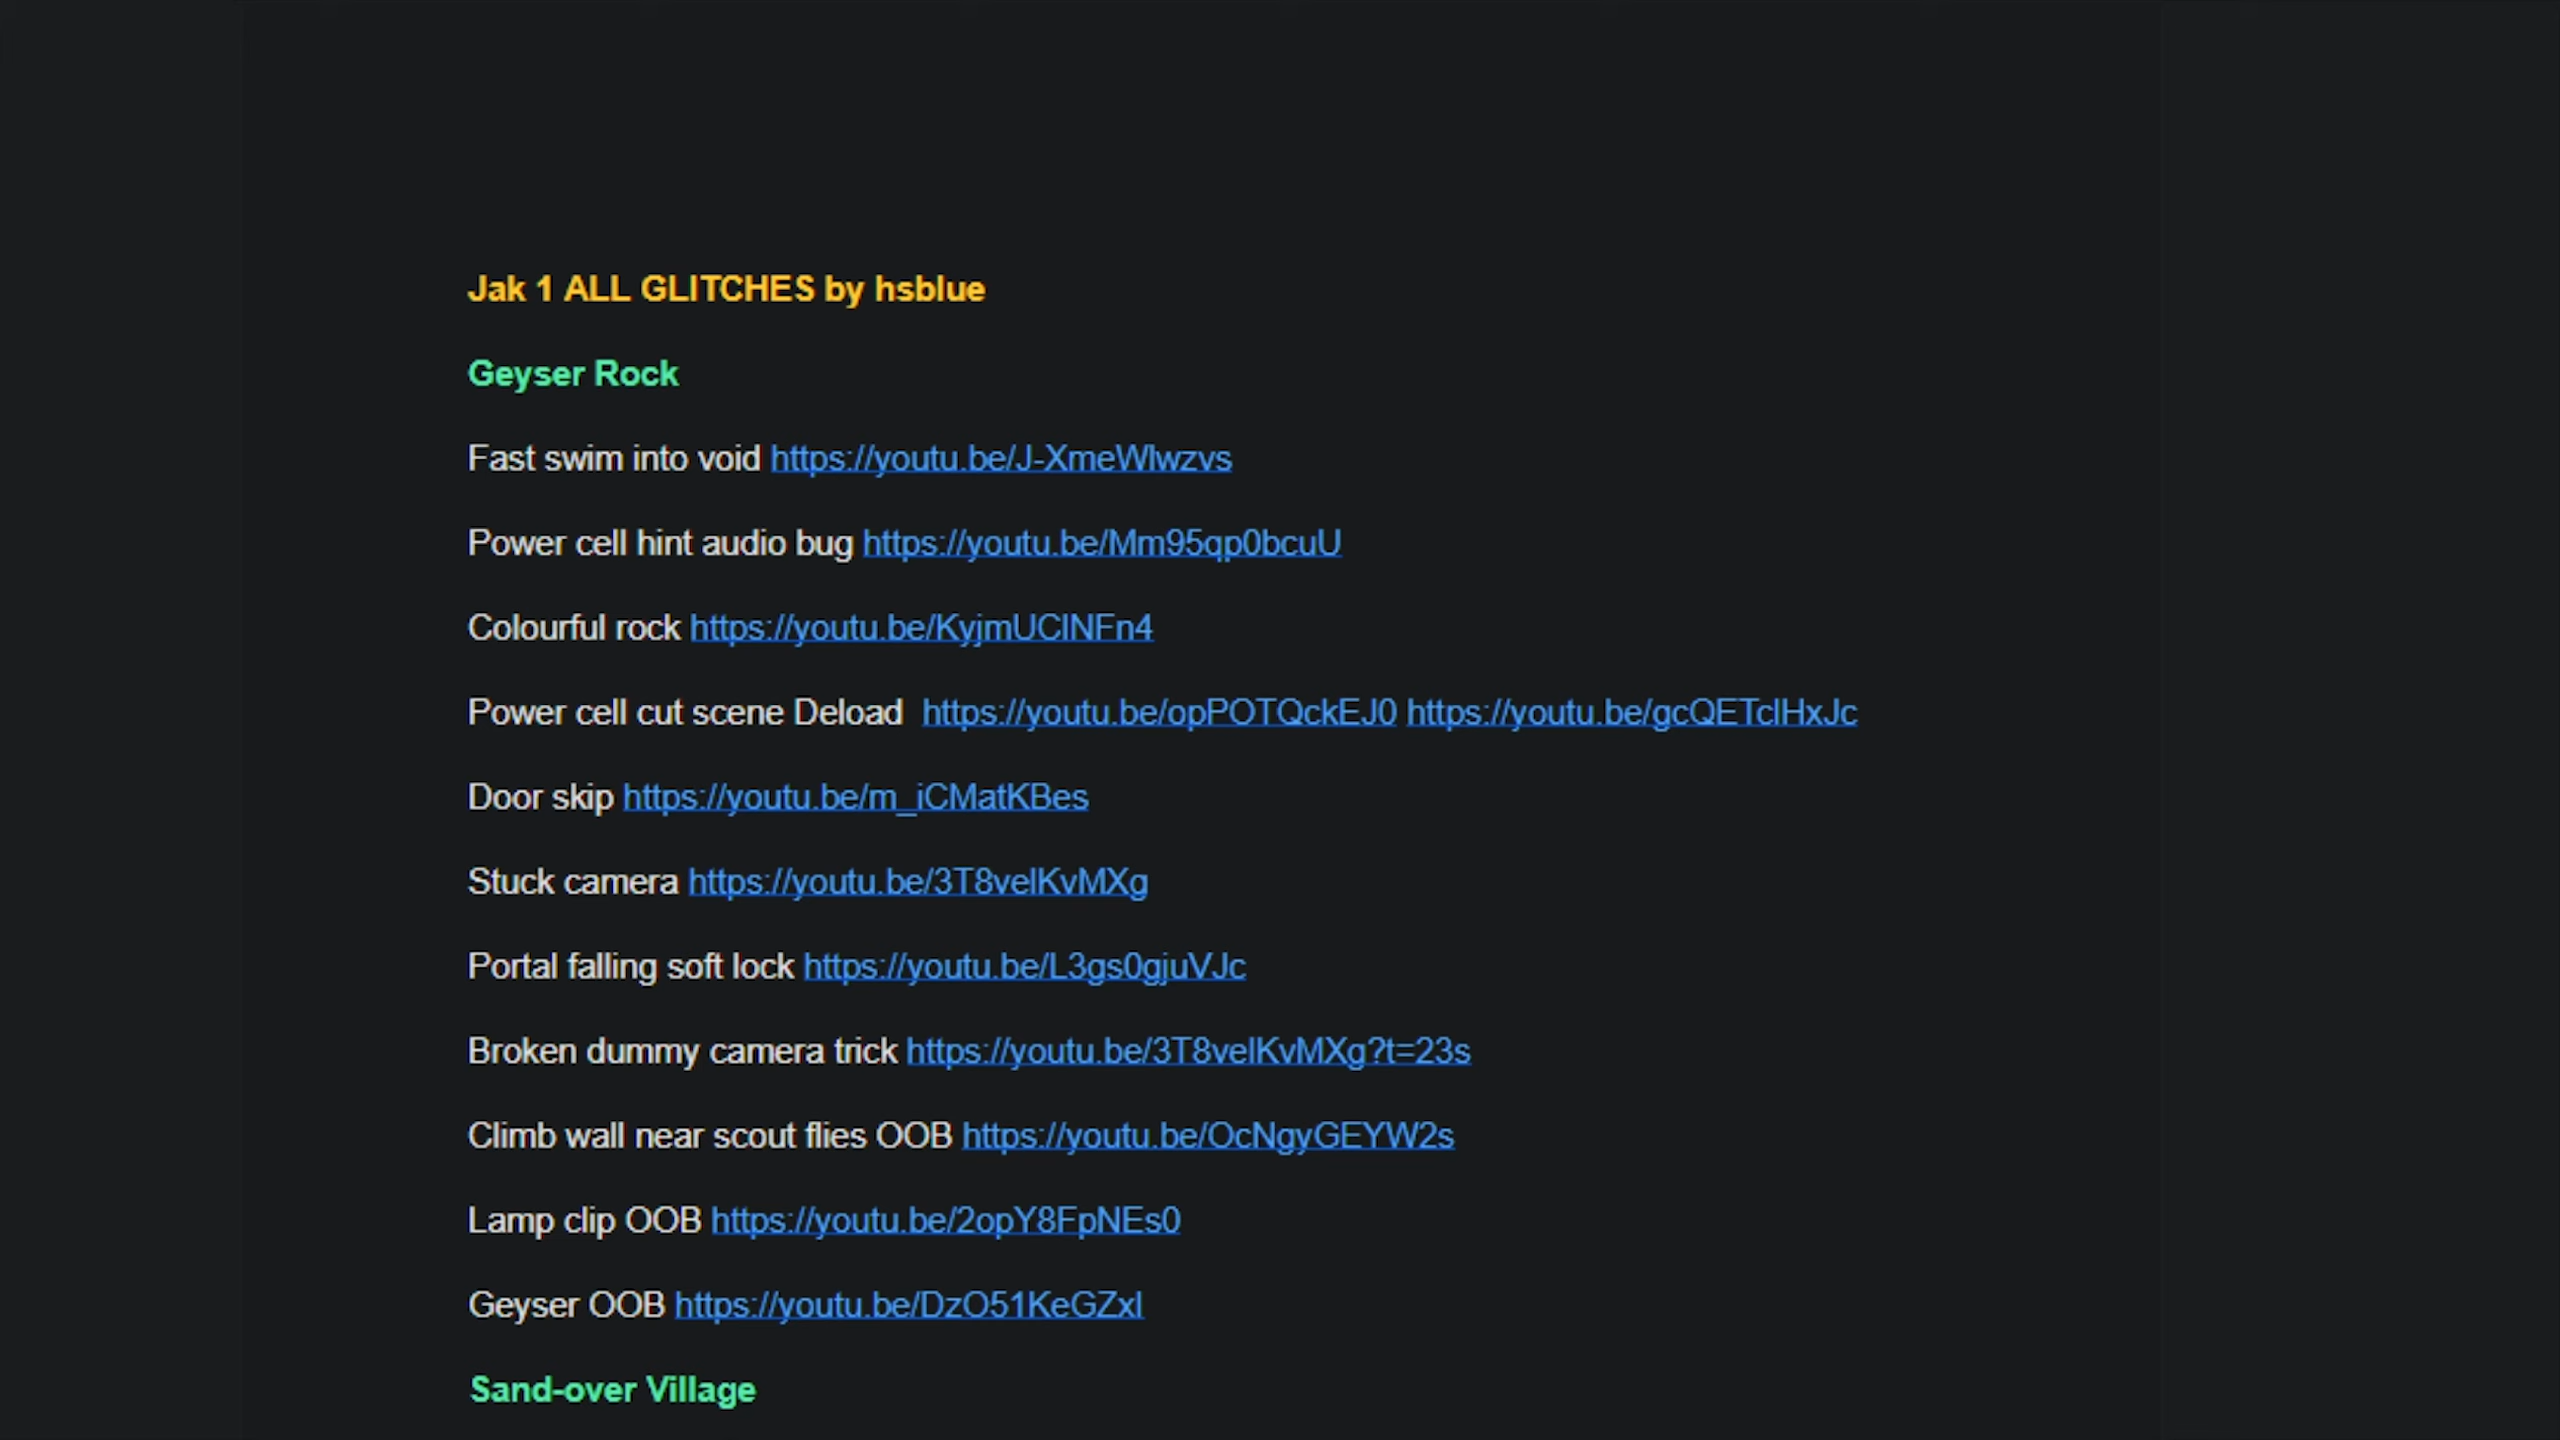 Jak 1 ALL GLITCHES by hsblue
Geyser Rock
Fast swim into void https://youtu.be/J-XmeWlwzvs
Power cell hint audio bug https://youtu.be/Mm95qp0bcuU
Colourful rock https://youtu.be/KyjmUClNFn4
Power cell cut scene Deload https://youtu.be/opPOTQckEJ0 https://youtu.be/gcQETclHxJc
Door skip https://youtu.be/m_iCMatKBes
Stuck camera https://youtu.be/3T8velKvMXg
Portal falling soft lock https://youtu.be/L3gs0gjuVJc
Broken dummy camera trick https://youtu.be/3T8velKvMXg?t=23s
Climb wall near scout flies OOB https://youtu.be/OcNgyGEYW2s
Lamp clip OOB https://youtu.be/2opY8FpNEs0
Geyser OOB https://youtu.be/DzO51KeGZxI
Sand-over Village